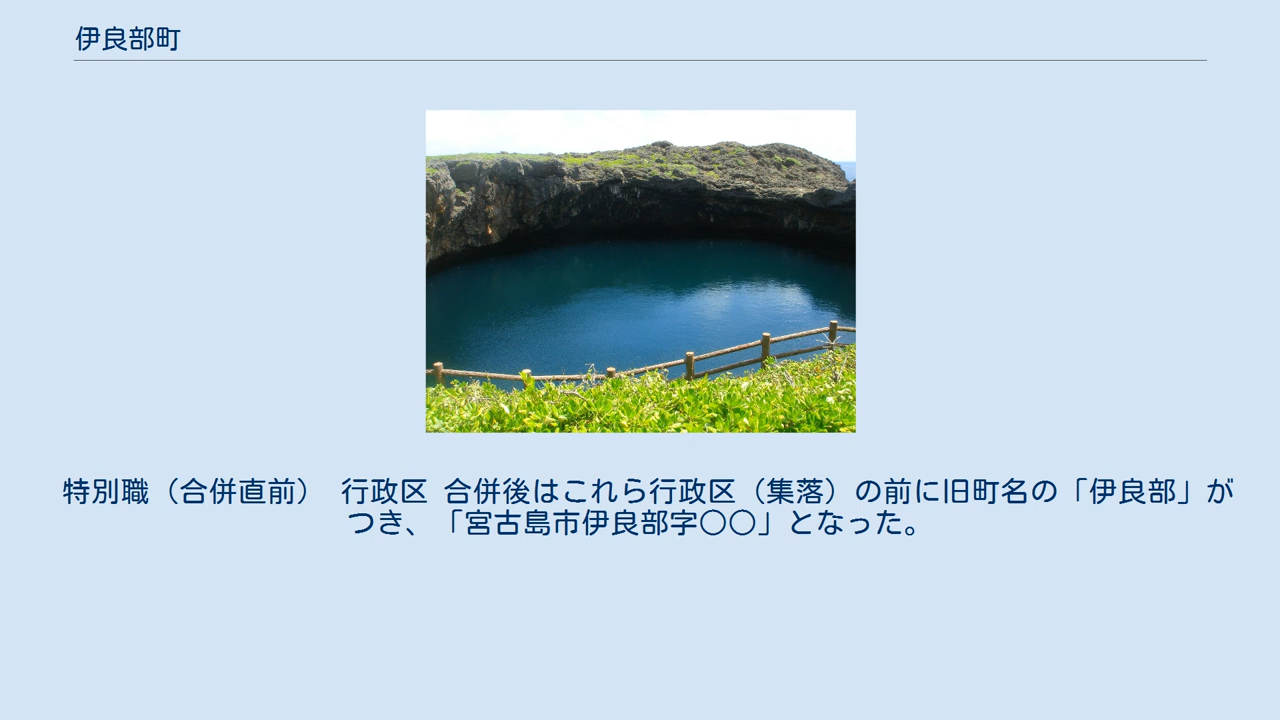 伊良部町
特別職（合併直前） 行政区 合併後はこれら行政区（集落）の前に旧町名の「伊良部」が
つき、「宮古島市伊良部字○○」となった。